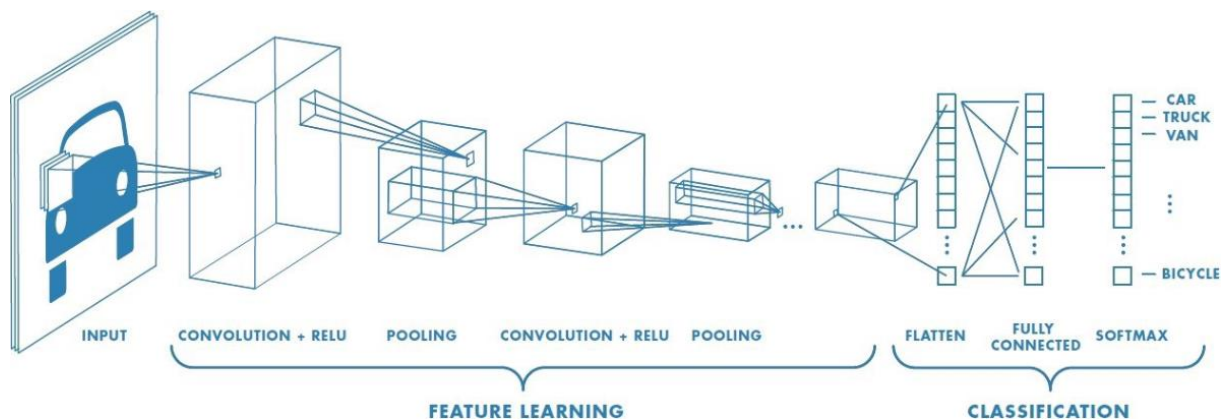 CAR
TRUCK
VAN
BICYCLE
INPUT
CONVOLUTION + RELU
POOLING
CONVOLUTION + RELU
POOLING
FLATTEN
FULLY
CONNECTED
SOFTMAX
FEATURE LEARNING
CLASSIFICATION